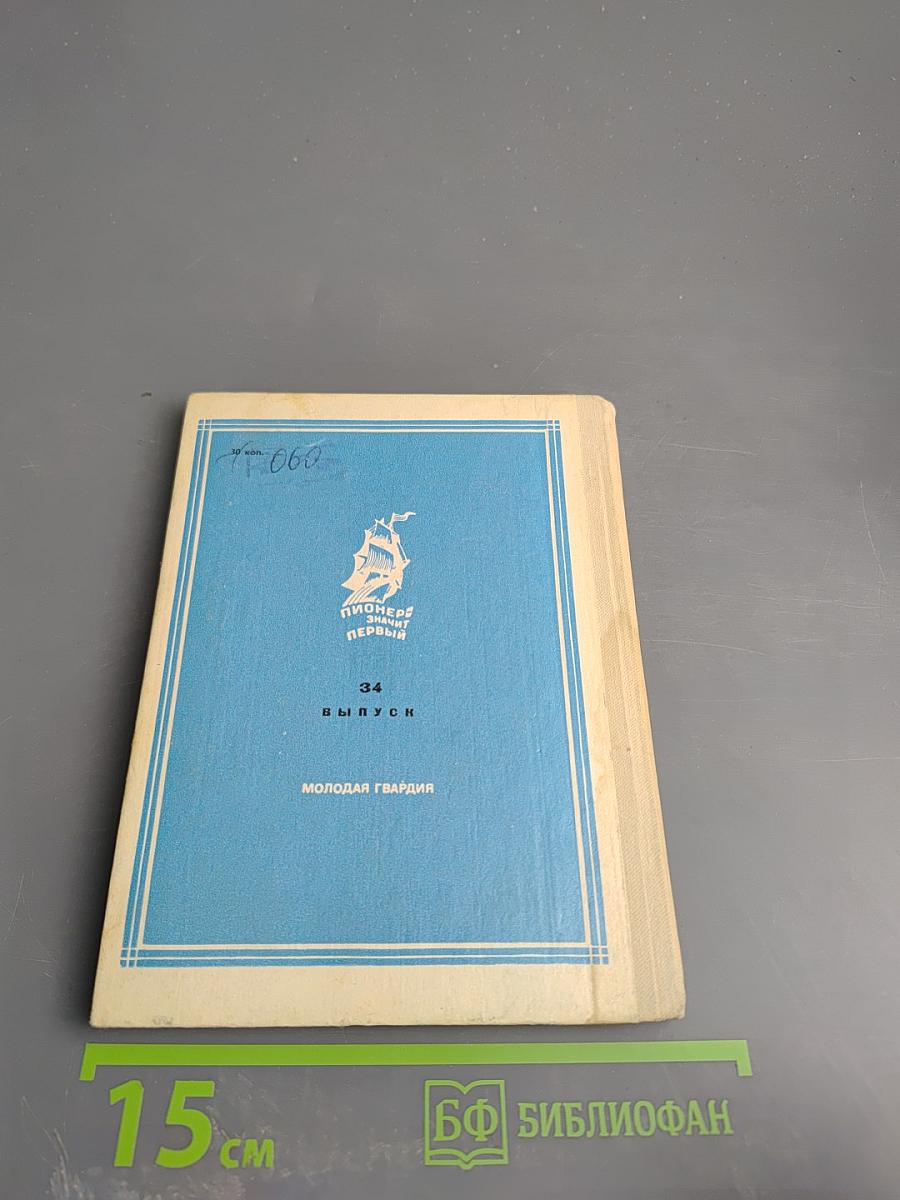 30 коп.
060
ПИОНЕР-
ЗНАЧИТ
ПЕРВЫЙ
34
ВЫПУСК
МОЛОДАЯ ГВАРДИЯ
15 см
БФ БИБЛИОФАН